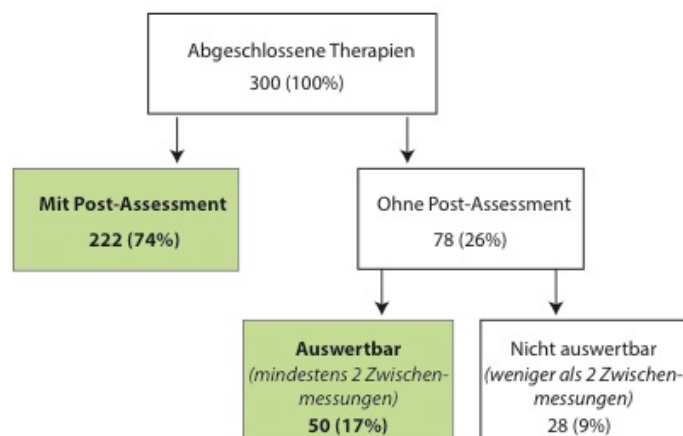 Abgeschlossene Therapien
300 (100%)
Mit Post-Assessment
222 (74%)
Ohne Post-Assessment
78 (26%)
Auswertbar
(mindestens 2 Zwischen-
messungen)
50 (17%)
Nicht auswertbar
(weniger als 2 Zwischen-
messungen)
28 (9%)